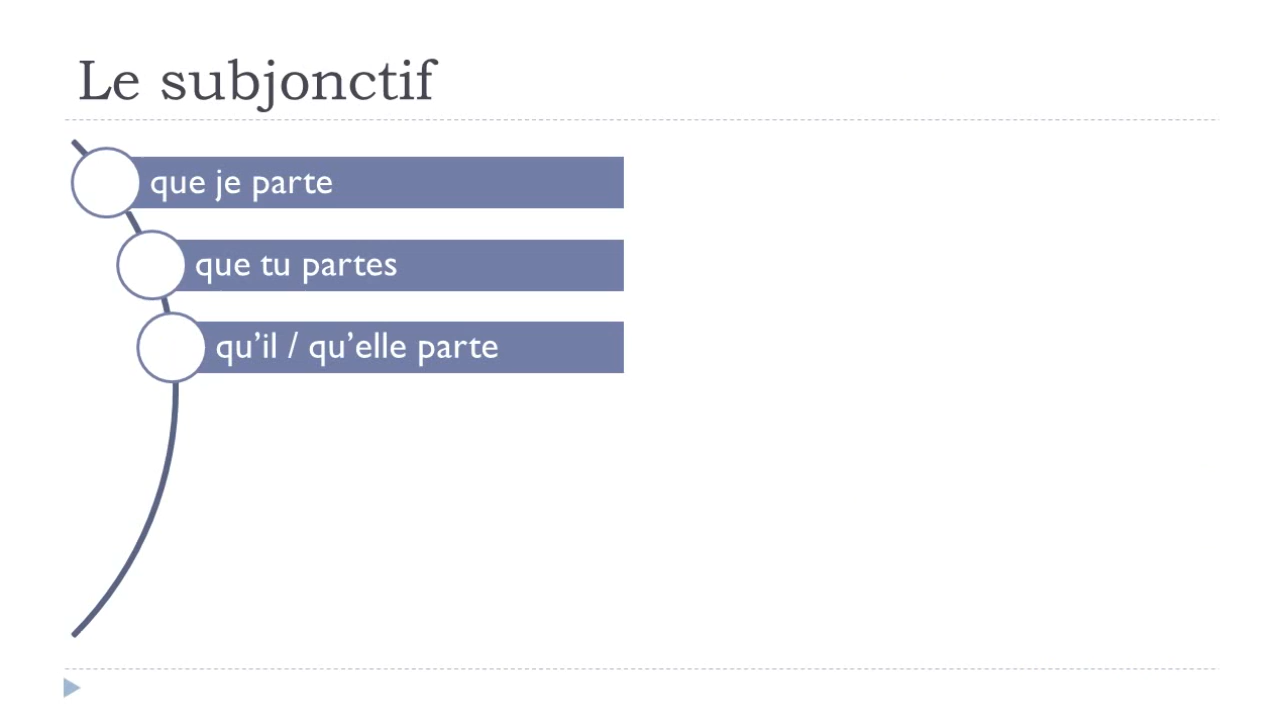 Le subjonctif
que je parte
que tu partes
qu’il / qu’elle parte